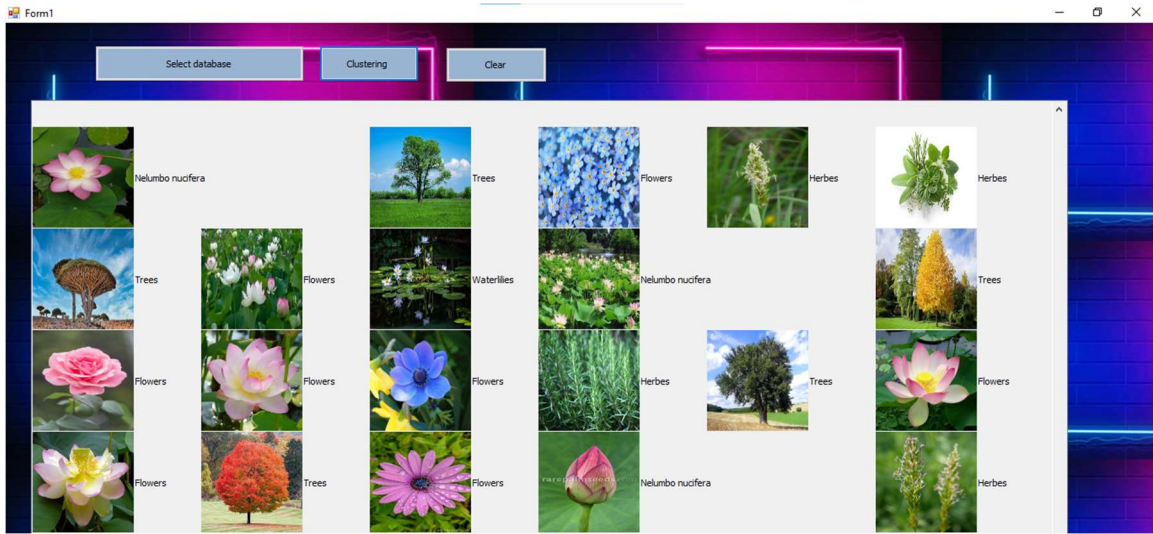 Form1
Select database Clustering Clear
Nelumbo nucifera Trees Flowers Herbes Herbes
Trees Flowers Waterlilies Nelumbo nucifera Trees
Flowers Flowers Flowers Herbes Trees Flowers
Flowers Trees Flowers Nelumbo nucifera Herbes